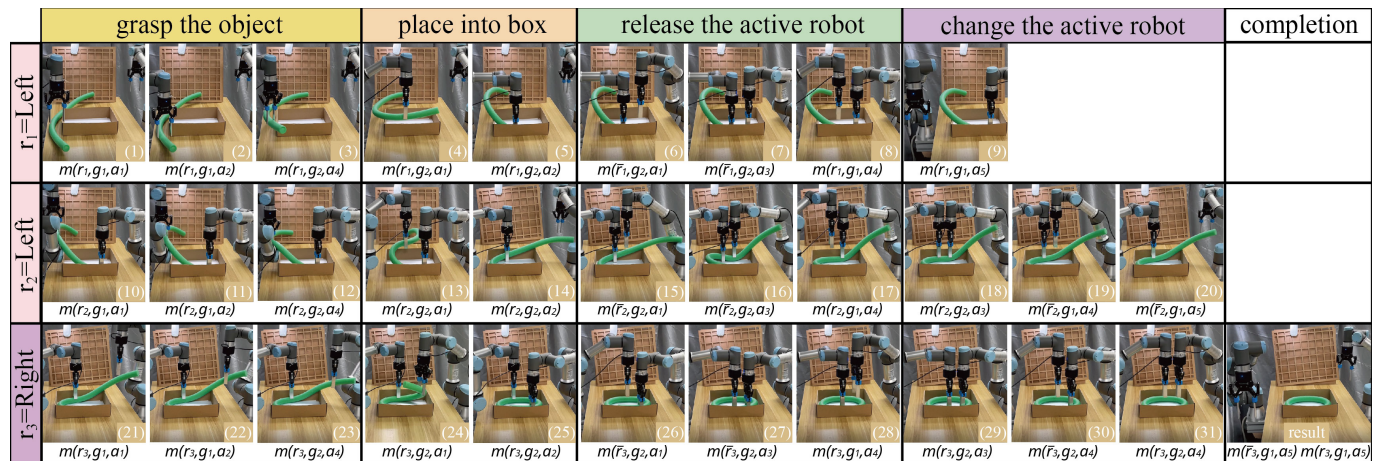 grasp the object place into box release the active robot change the active robot completion
r₁=Left
(1) (2) (3) (4) (5) (6) (7) (8) (9)
m(r₁,g₁,a₁) m(r₁,g₁,a₂) m(r₁,g₂,a₄) m(r₁,g₂,a₁) m(r₁,g₂,a₂) m(r̄₁,g₂,a₁) m(r̄₁,g₂,a₃) m(r₁,g₁,a₄) m(r₁,g₁,a₅)
r₂=Left
(10) (11) (12) (13) (14) (15) (16) (17) (18) (19) (20)
m(r₂,g₁,a₁) m(r₂,g₁,a₂) m(r₂,g₂,a₄) m(r₂,g₂,a₁) m(r₂,g₂,a₂) m(r̄₂,g₂,a₁) m(r̄₂,g₂,a₃) m(r₂,g₁,a₄) m(r₂,g₂,a₃) m(r̄₂,g₁,a₄) m(r̄₂,g₁,a₅)
r₃=Right
(21) (22) (23) (24) (25) (26) (27) (28) (29) (30) (31) result
m(r₃,g₁,a₁) m(r₃,g₁,a₂) m(r₃,g₂,a₄) m(r₃,g₂,a₁) m(r₃,g₂,a₂) m(r̄₃,g₂,a₁) m(r̄₃,g₂,a₃) m(r₃,g₁,a₄) m(r₃,g₂,a₃) m(r̄₃,g₂,a₄) m(r₃,g₂,a₄) m(r̄₃,g₁,a₅) m(r₃,g₁,a₅)